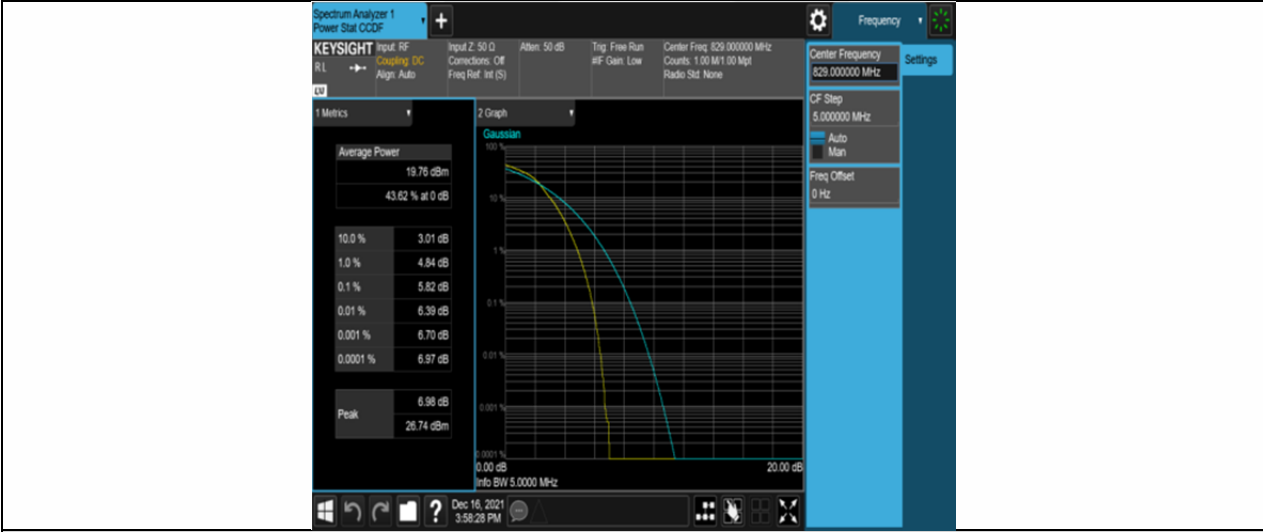 Spectrum Analyzer 1
Power Stat CCDF
+
Frequency
KEYSIGHT
RL
Input: RF
Coupling: DC
Align: Auto
Input Z: 50 Ω
Corrections: Off
Freq Ref: Int (S)
Atten: 50 dB
Trig: Free Run
#IF Gain: Low
Center Freq: 829.000000 MHz
Counts: 1.00 M/1.00 Mpt
Radio Std: None
1 Metrics
Average Power
19.76 dBm
43.62 % at 0 dB
10.0 % 3.01 dB
1.0 % 4.84 dB
0.1 % 5.82 dB
0.01 % 6.39 dB
0.001 % 6.70 dB
0.0001 % 6.97 dB
Peak
6.98 dB
26.74 dBm
2 Graph
Gaussian
100 %
10 %
1 %
0.1 %
0.01 %
0.001 %
0.0001 %
0.00 dB 20.00 dB
Info BW 5.0000 MHz
Center Frequency
829.000000 MHz
Settings
CF Step
5.000000 MHz
Auto
Man
Freq Offset
0 Hz
?
Dec 16, 2021
3:58:28 PM